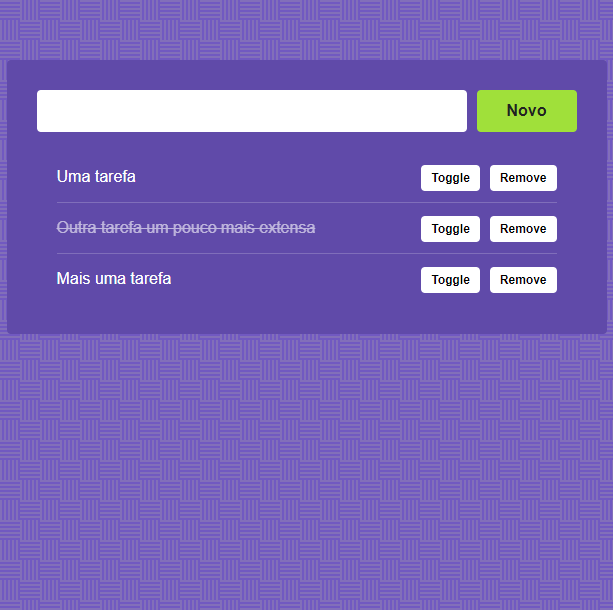 Novo
Uma tarefa Toggle Remove
Outra tarefa um pouco mais extensa Toggle Remove
Mais uma tarefa Toggle Remove